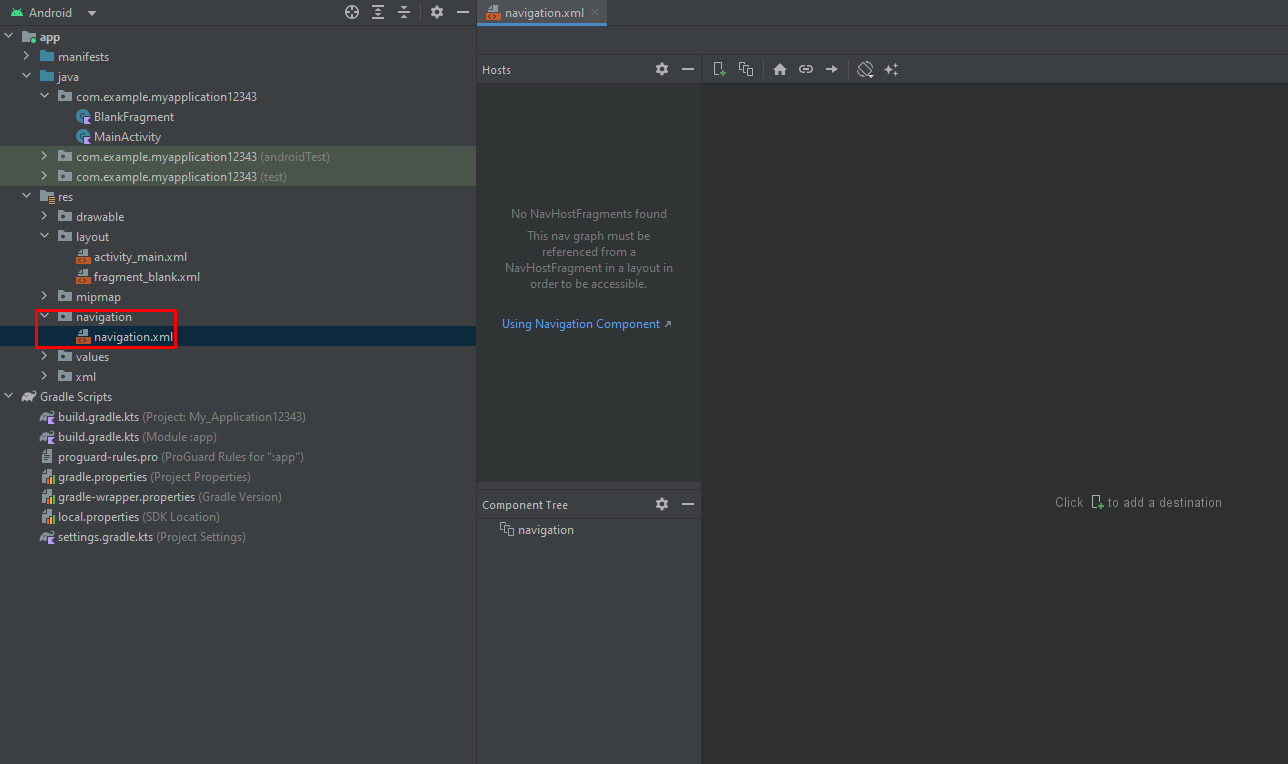 Android
app
manifests
java
com.example.myapplication12343
BlankFragment
MainActivity
com.example.myapplication12343 (androidTest)
com.example.myapplication12343 (test)
res
drawable
layout
activity_main.xml
fragment_blank.xml
mipmap
navigation
navigation.xml
values
xml
Gradle Scripts
build.gradle.kts (Project: My_Application12343)
build.gradle.kts (Module :app)
proguard-rules.pro (ProGuard Rules for ":app")
gradle.properties (Project Properties)
gradle-wrapper.properties (Gradle Version)
local.properties (SDK Location)
settings.gradle.kts (Project Settings)
navigation.xml
Hosts
No NavHostFragments found
This nav graph must be
referenced from a
NavHostFragment in a layout in
order to be accessible.
Using Navigation Component
Component Tree
navigation
Click to add a destination